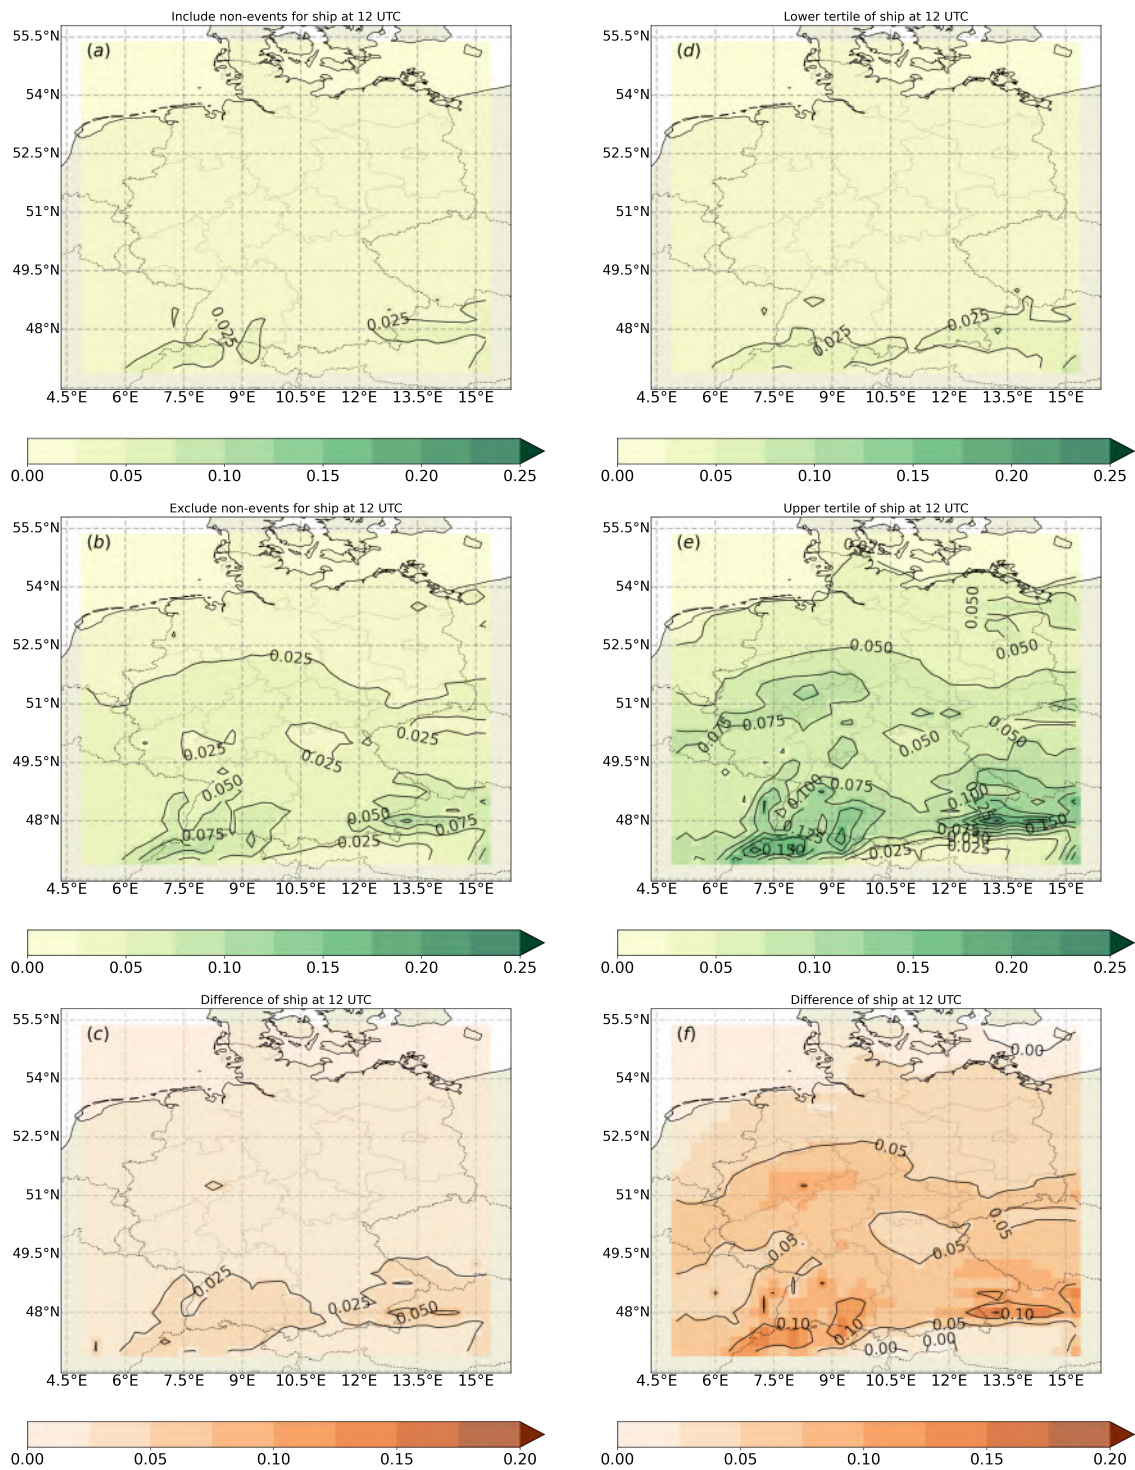 Include non-events for ship at 12 UTC
(a)
55.5°N
54°N
52.5°N
51°N
49.5°N
48°N
0.025
0.025
4.5°E 6°E 7.5°E 9°E 10.5°E 12°E 13.5°E 15°E
0.00 0.05 0.10 0.15 0.20 0.25
Lower tertile of ship at 12 UTC
(d)
55.5°N
54°N
52.5°N
51°N
49.5°N
48°N
0.025
0.025
4.5°E 6°E 7.5°E 9°E 10.5°E 12°E 13.5°E 15°E
0.00 0.05 0.10 0.15 0.20 0.25
Exclude non-events for ship at 12 UTC
(b)
55.5°N
54°N
52.5°N
51°N
49.5°N
48°N
0.025
0.025
0.025
0.025
0.050
0.050
0.075
0.075
0.025
4.5°E 6°E 7.5°E 9°E 10.5°E 12°E 13.5°E 15°E
0.00 0.05 0.10 0.15 0.20 0.25
Upper tertile of ship at 12 UTC
(e)
55.5°N
54°N
52.5°N
51°N
49.5°N
48°N
0.025
0.050
0.050
0.050
0.075
0.075
0.050
0.050
0.075
0.100
0.100
0.125
0.150
0.150
0.025
0.025
4.5°E 6°E 7.5°E 9°E 10.5°E 12°E 13.5°E 15°E
0.00 0.05 0.10 0.15 0.20 0.25
Difference of ship at 12 UTC
(c)
55.5°N
54°N
52.5°N
51°N
49.5°N
48°N
0.025
0.025
0.050
4.5°E 6°E 7.5°E 9°E 10.5°E 12°E 13.5°E 15°E
0.00 0.05 0.10 0.15 0.20
Difference of ship at 12 UTC
(f)
55.5°N
54°N
52.5°N
51°N
49.5°N
48°N
0.00
0.05
0.05
0.05
0.05
0.10
0.10
0.10
0.05
0.00
0.00
4.5°E 6°E 7.5°E 9°E 10.5°E 12°E 13.5°E 15°E
0.00 0.05 0.10 0.15 0.20